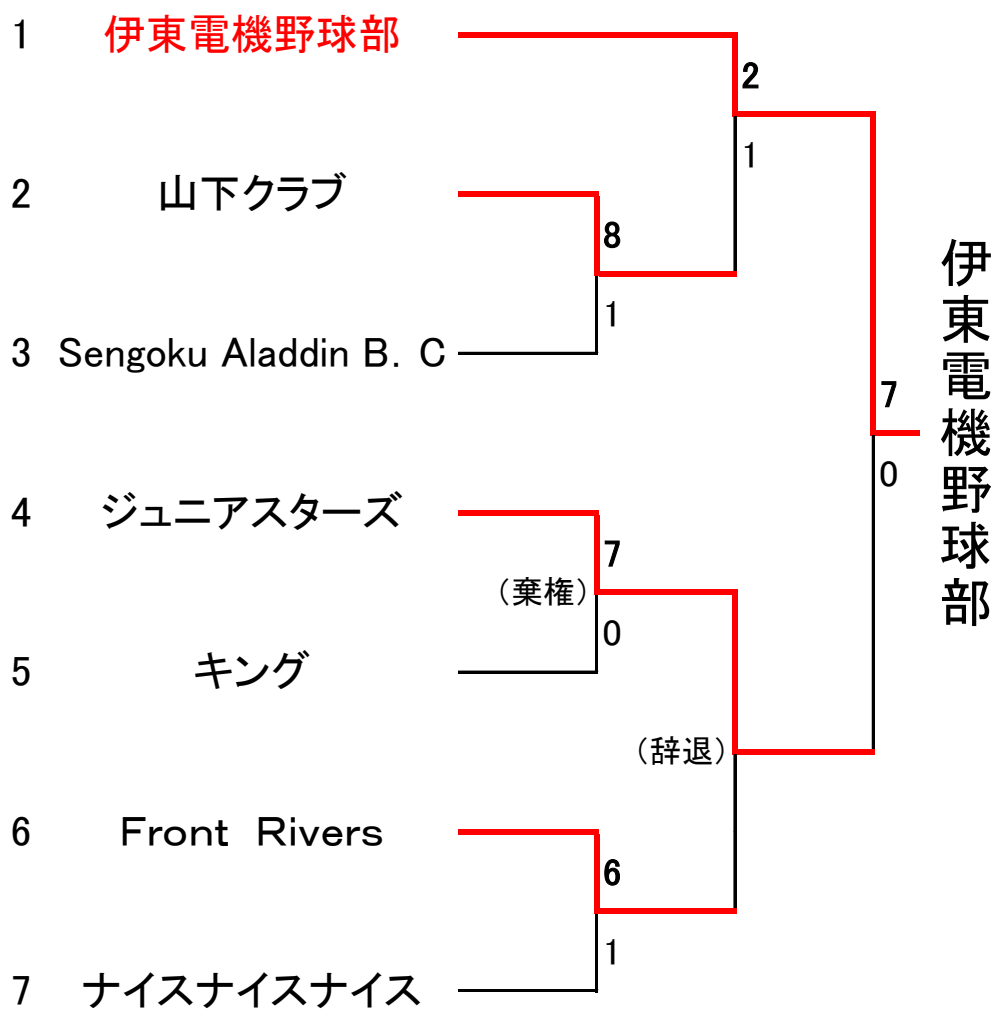 1 伊東電機野球部
2
1
2 山下クラブ
8
1
3 Sengoku Aladdin B. C
伊東電機野球部
7
0
4 ジュニアスターズ
7
(棄権)
0
5 キング
(辞退)
6 Front Rivers
6
1
7 ナイスナイスナイス